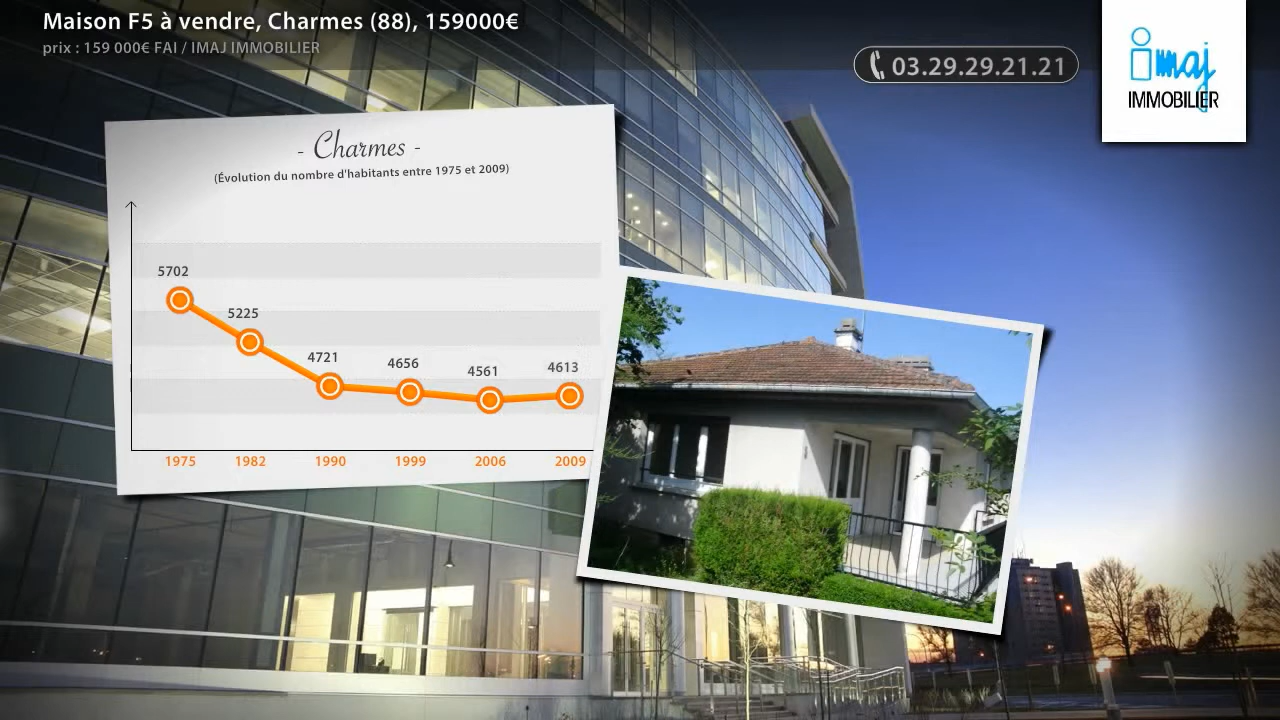 Maison F5 à vendre, Charmes (88), 159000€
prix : 159 000€ FAI / IMAJ IMMOBILIER
03.29.29.21.21
imaj
IMMOBILIER
- Charmes -
(Évolution du nombre d'habitants entre 1975 et 2009)
5702
5225
4721
4656
4561
4613
1975 1982 1990 1999 2006 2009